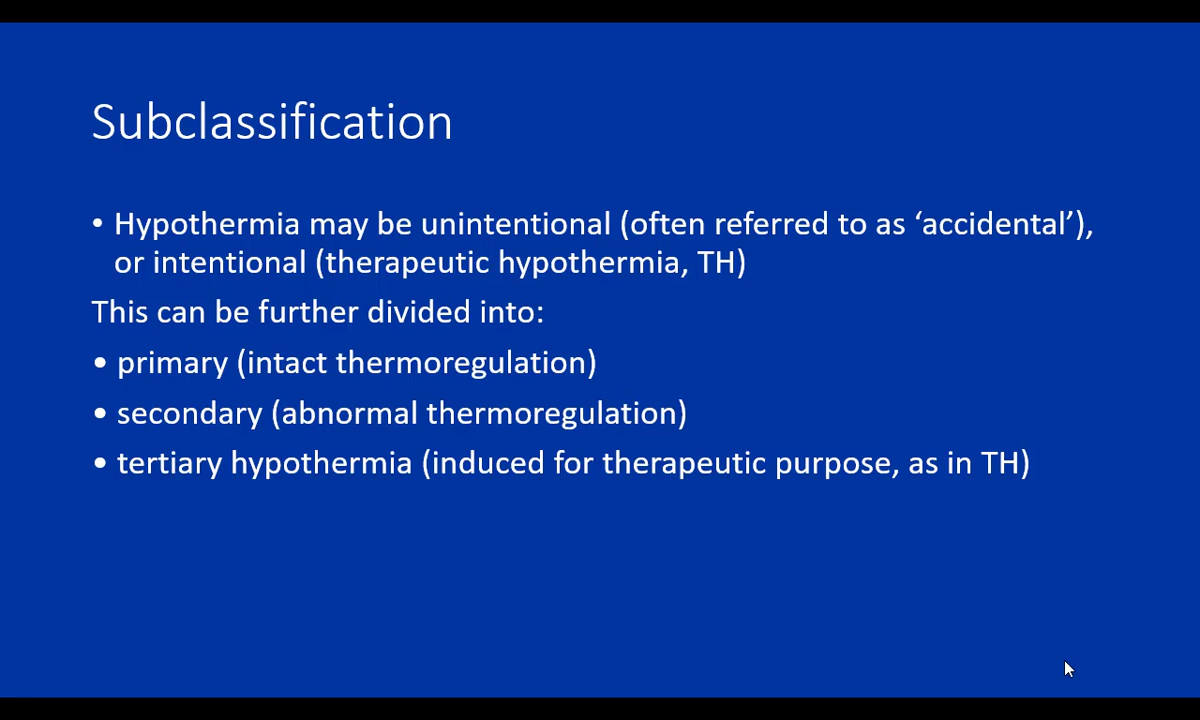 Subclassification
• Hypothermia may be unintentional (often referred to as ‘accidental’),
or intentional (therapeutic hypothermia, TH)
This can be further divided into:
• primary (intact thermoregulation)
• secondary (abnormal thermoregulation)
• tertiary hypothermia (induced for therapeutic purpose, as in TH)